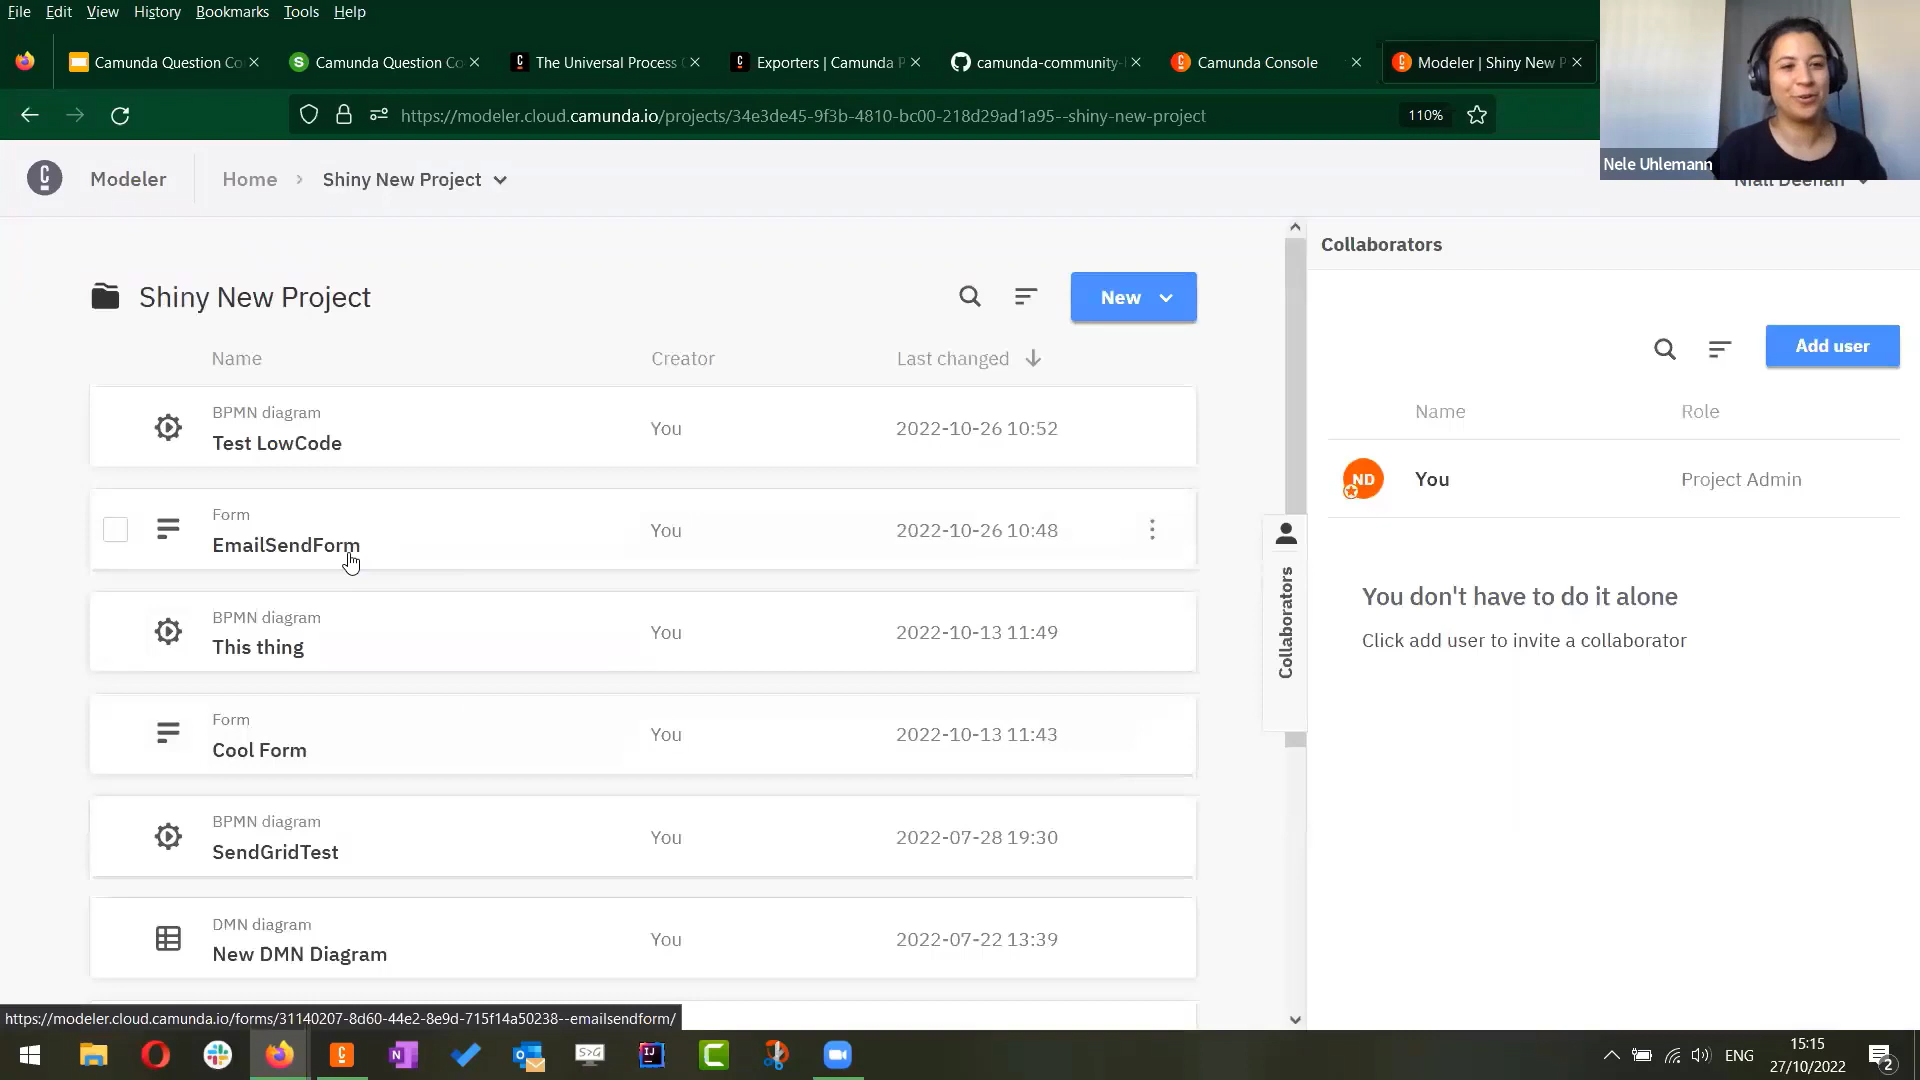 File Edit View History Bookmarks Tools Help
Camunda Question Co
Camunda Question Co
The Universal Process
Exporters | Camunda P
camunda-community-
Camunda Console
Modeler | Shiny New P
https://modeler.cloud.camunda.io/projects/34e3de45-9f3b-4810-bc00-218d29ad1a95--shiny-new-project
110%
Nele Uhlemann
Modeler
Home
Shiny New Project
Niall Deehan
Collaborators
Shiny New Project
New
Add user
Name Creator Last changed
Name Role
BPMN diagram
Test LowCode
You
2022-10-26 10:52
ND
You
Project Admin
Form
EmailSendForm
You
2022-10-26 10:48
Collaborators
You don't have to do it alone
Click add user to invite a collaborator
BPMN diagram
This thing
You
2022-10-13 11:49
Form
Cool Form
You
2022-10-13 11:43
BPMN diagram
SendGridTest
You
2022-07-28 19:30
DMN diagram
New DMN Diagram
You
2022-07-22 13:39
https://modeler.cloud.camunda.io/forms/31140207-8d60-44e2-8e9d-715f14a50238--emailsendform/
ENG
15:15
27/10/2022
2